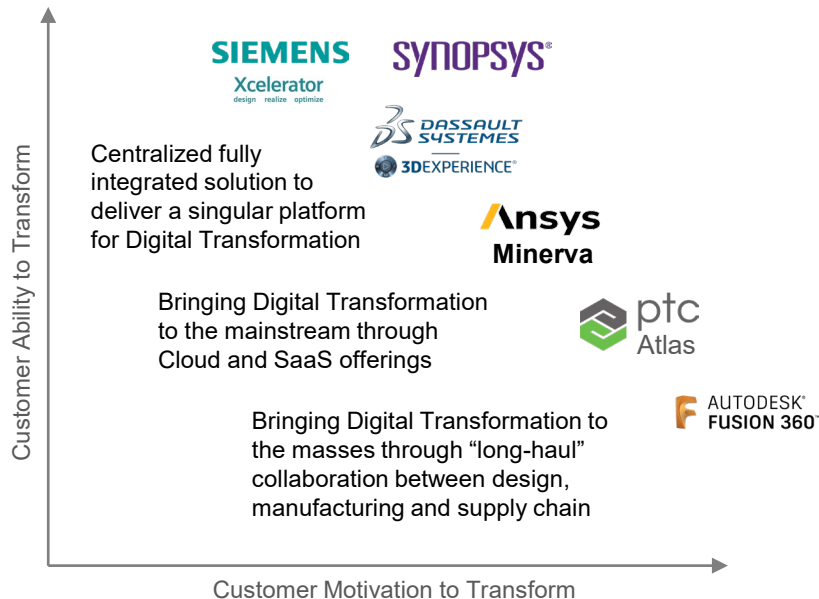 SIEMENS
Xcelerator
design realize optimize
SYNOPSYS®
DASSAULT
SYSTEMES
3DEXPERIENCE®
Centralized fully
integrated solution to
deliver a singular platform
for Digital Transformation
Ansys
Minerva
Bringing Digital Transformation
to the mainstream through
Cloud and SaaS offerings
ptc
Atlas
AUTODESK®
FUSION 360™
Bringing Digital Transformation to
the masses through “long-haul”
collaboration between design,
manufacturing and supply chain
Customer Ability to Transform
Customer Motivation to Transform